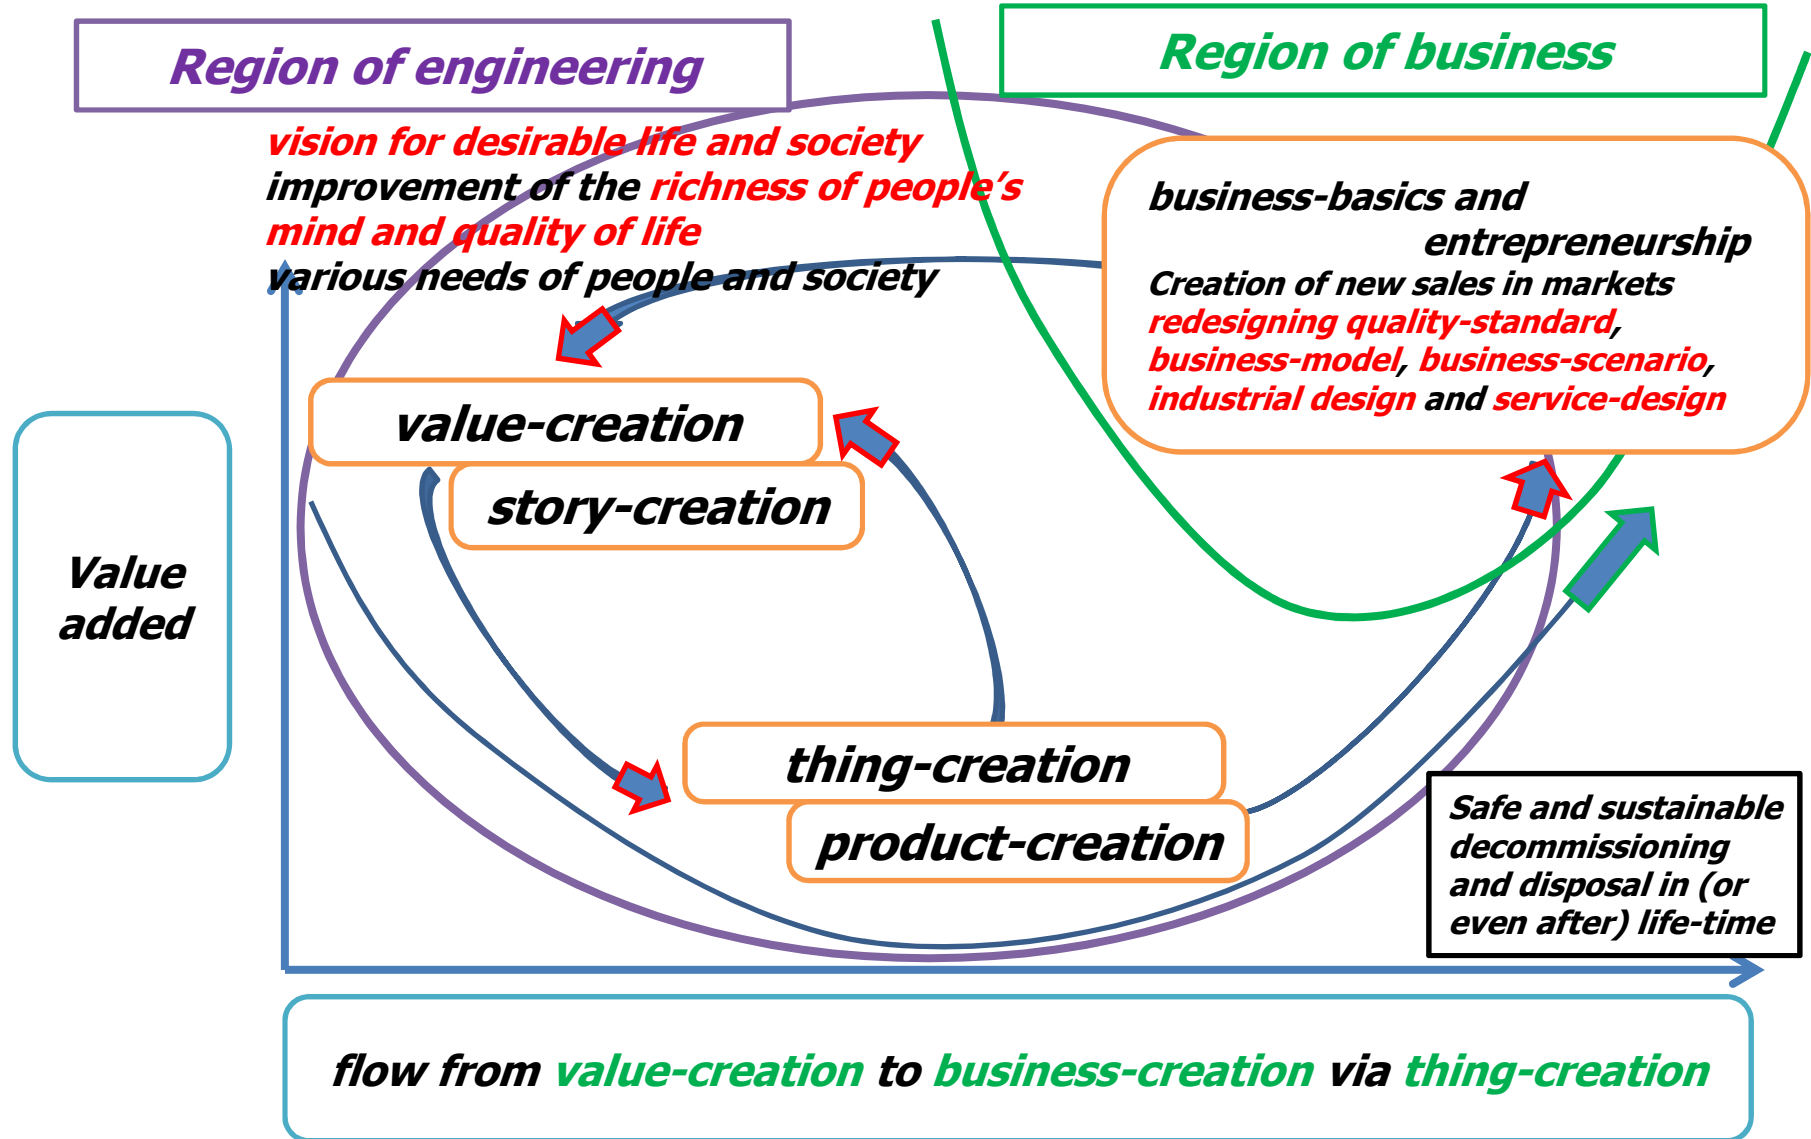 Region of engineering
Region of business
vision for desirable life and society
improvement of the richness of people's
mind and quality of life
various needs of people and society
business-basics and
entrepreneurship
Creation of new sales in markets
redesigning quality-standard,
business-model, business-scenario,
industrial design and service-design
value-creation
story-creation
Value
added
thing-creation
product-creation
Safe and sustainable
decommissioning
and disposal in (or
even after) life-time
flow from value-creation to business-creation via thing-creation